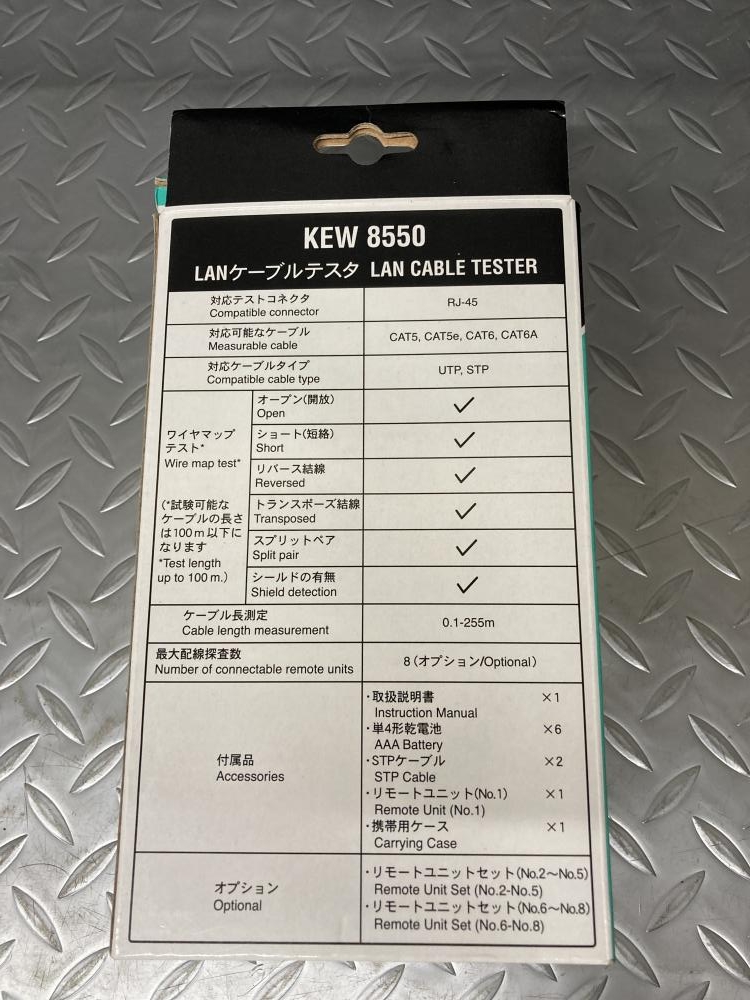 KEW 8550
LANケーブルテスタ LAN CABLE TESTER
対応テストコネクタ
Compatible connector
RJ-45
対応可能なケーブル
Measurable cable
CAT5, CAT5e, CAT6, CAT6A
対応ケーブルタイプ
Compatible cable type
UTP, STP
ワイヤマップ
テスト*
Wire map test*
(*試験可能な
ケーブルの長さ
は100m以下に
なります
*Test length
up to 100m.)
オープン(開放)
Open
✓
ショート(短絡)
Short
✓
リバース結線
Reversed
✓
トランスポーズ結線
Transposed
✓
スプリットペア
Split pair
✓
シールドの有無
Shield detection
✓
ケーブル長測定
Cable length measurement
0.1-255m
最大配線探査数
Number of connectable remote units
8(オプション/Optional)
付属品
Accessories
・取扱説明書 ×1
Instruction Manual
・単4形乾電池 ×6
AAA Battery
・STPケーブル ×2
STP Cable
・リモートユニット(No.1) ×1
Remote Unit (No.1)
・携帯用ケース ×1
Carrying Case
オプション
Optional
・リモートユニットセット(No.2〜No.5)
Remote Unit Set (No.2-No.5)
・リモートユニットセット(No.6〜No.8)
Remote Unit Set (No.6-No.8)